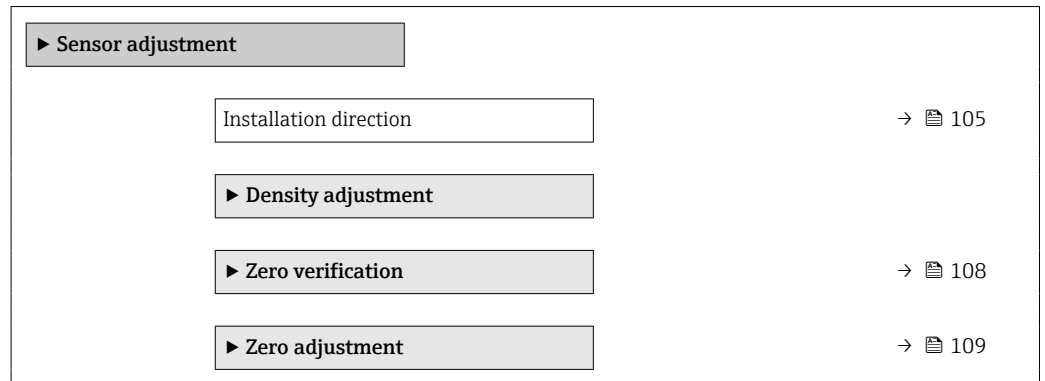 ▶ Sensor adjustment
Installation direction → 105
▶ Density adjustment
▶ Zero verification → 108
▶ Zero adjustment → 109